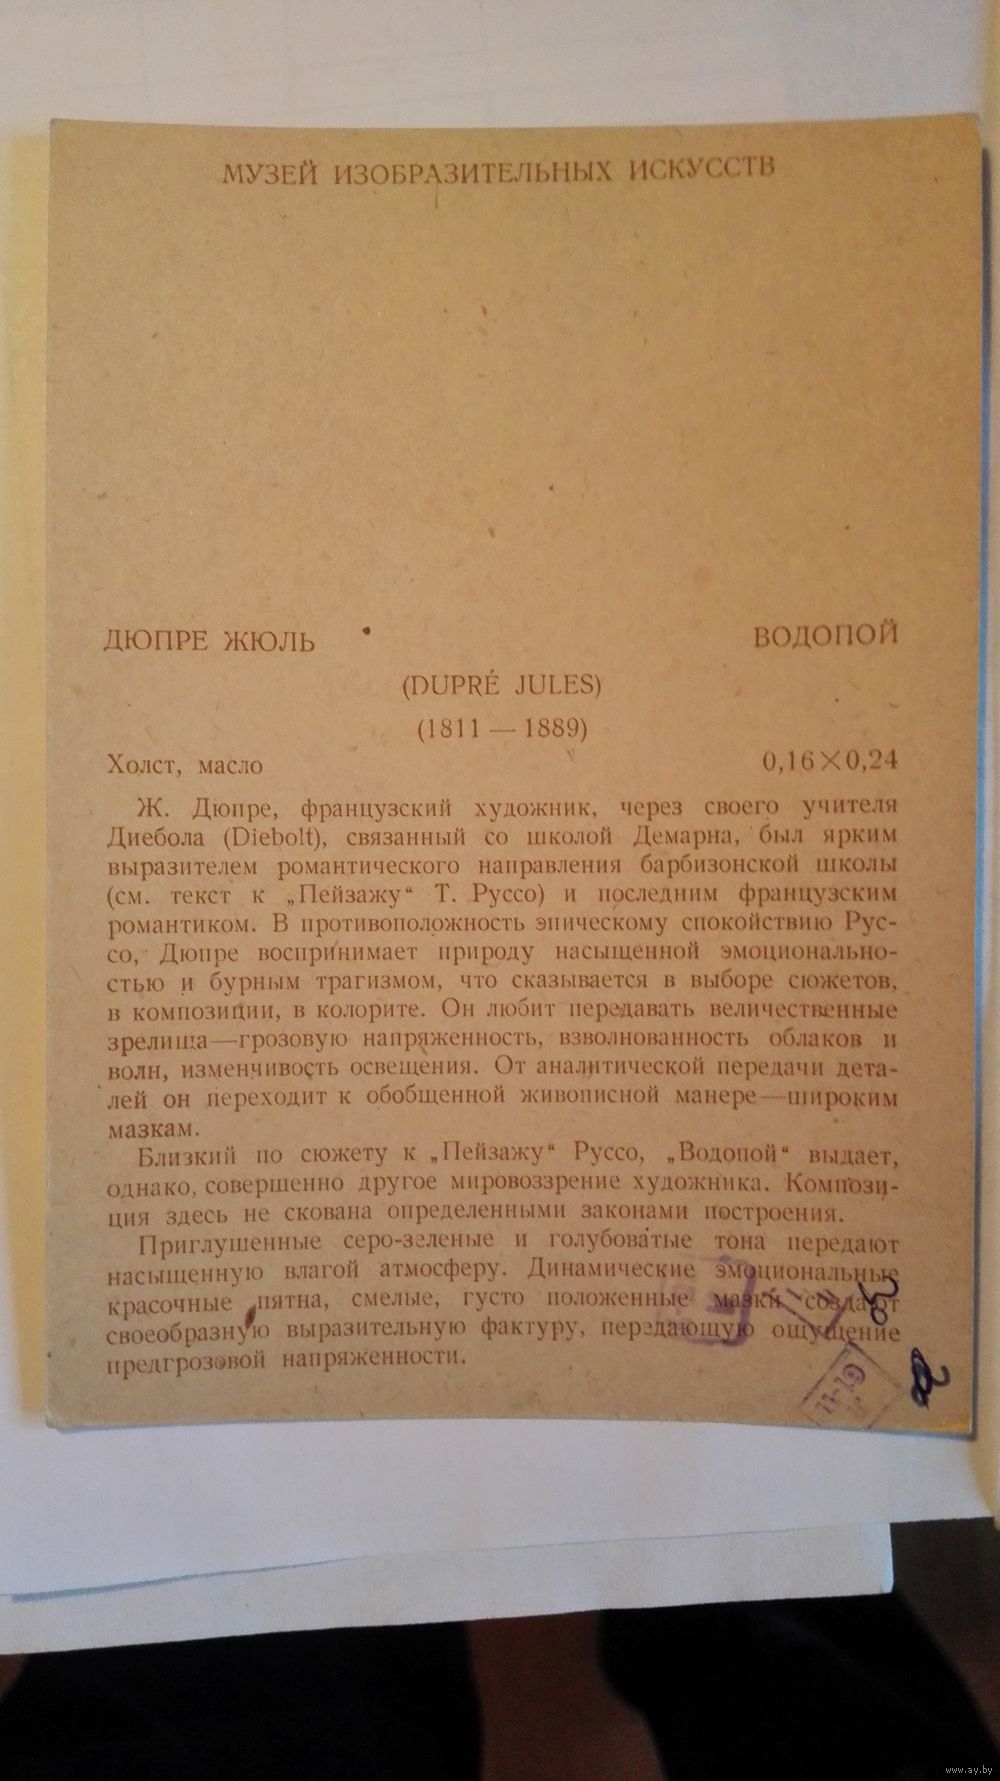 МУЗЕЙ ИЗОБРАЗИТЕЛЬНЫХ ИСКУССТВ
ДЮПРЕ ЖЮЛЬ ВОДОПОЙ
(DUPRÉ JULES)
(1811 — 1889)
Холст, масло 0,16×0,24
Ж. Дюпре, французский художник, через своего учителя
Диебола (Diebolt), связанный со школой Демарна, был ярким
выразителем романтического направления барбизонской школы
(см. текст к „Пейзажу“ Т. Руссо) и последним французским
романтиком. В противоположность эпическому спокойствию Рус-
со, Дюпре воспринимает природу насыщенной эмоционально-
стью и бурным трагизмом, что сказывается в выборе сюжетов,
в композиции, в колорите. Он любит передавать величественные
зрелища—грозовую напряженность, взволнованность облаков и
волн, изменчивость освещения. От аналитической передачи дета-
лей он переходит к обобщенной живописной манере—широким
мазкам.
Близкий по сюжету к „Пейзажу“ Руссо, „Водопой“ выдает,
однако, совершенно другое мировоззрение художника. Компози-
ция здесь не скована определенными законами построения.
Приглушенные серо-зеленые и голубоватые тона передают
насыщенную влагой атмосферу. Динамические эмоциональные
красочные пятна, смелые, густо положенные мазки создают
своеобразную выразительную фактуру, передающую ощущение
предгрозовой напряженности.
www.ay.by